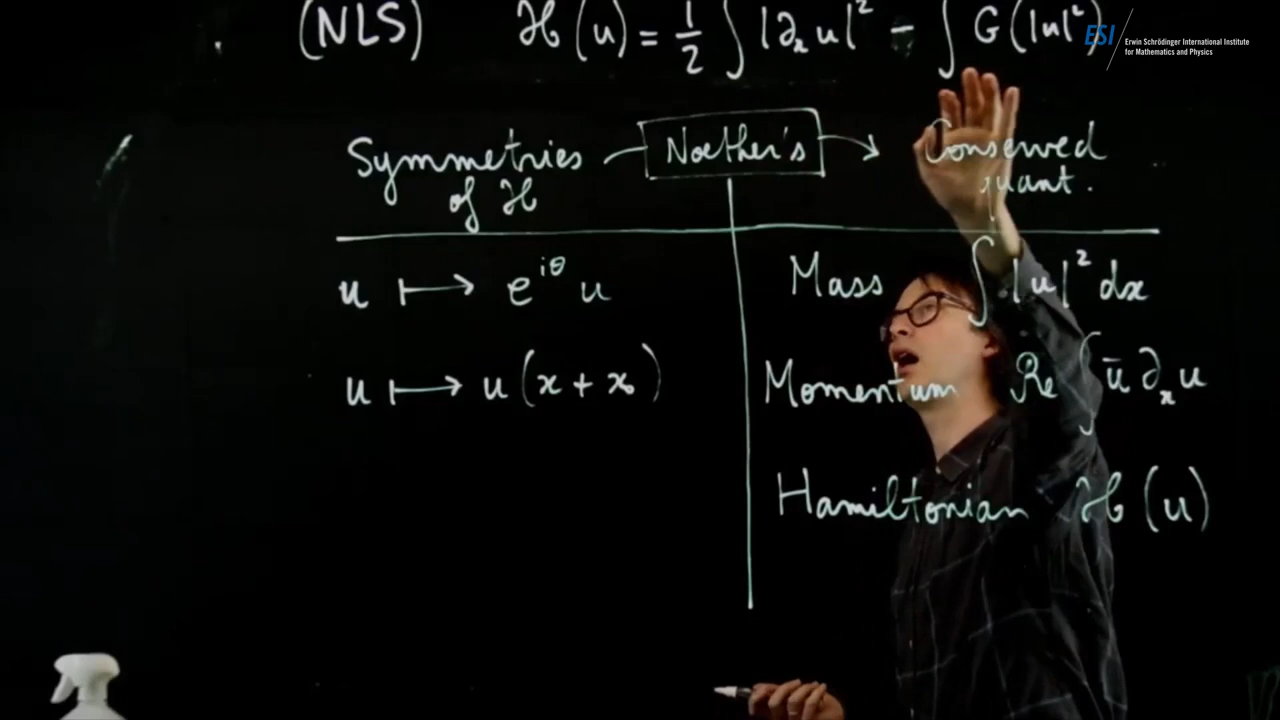 (NLS) ℋ(u) = 1/2 ∫ |∂ₓu|² − ∫ G(|u|²)
ESI Erwin Schrödinger International Institute
for Mathematics and Physics
Symmetries of ℋ — Noether's → Conserved quant.
u ⟼ e^{iθ} u Mass ∫ |u|² dx
u ⟼ u(x + x₀) Momentum Re ∫ ū ∂ₓu
Hamiltonian ℋ(u)